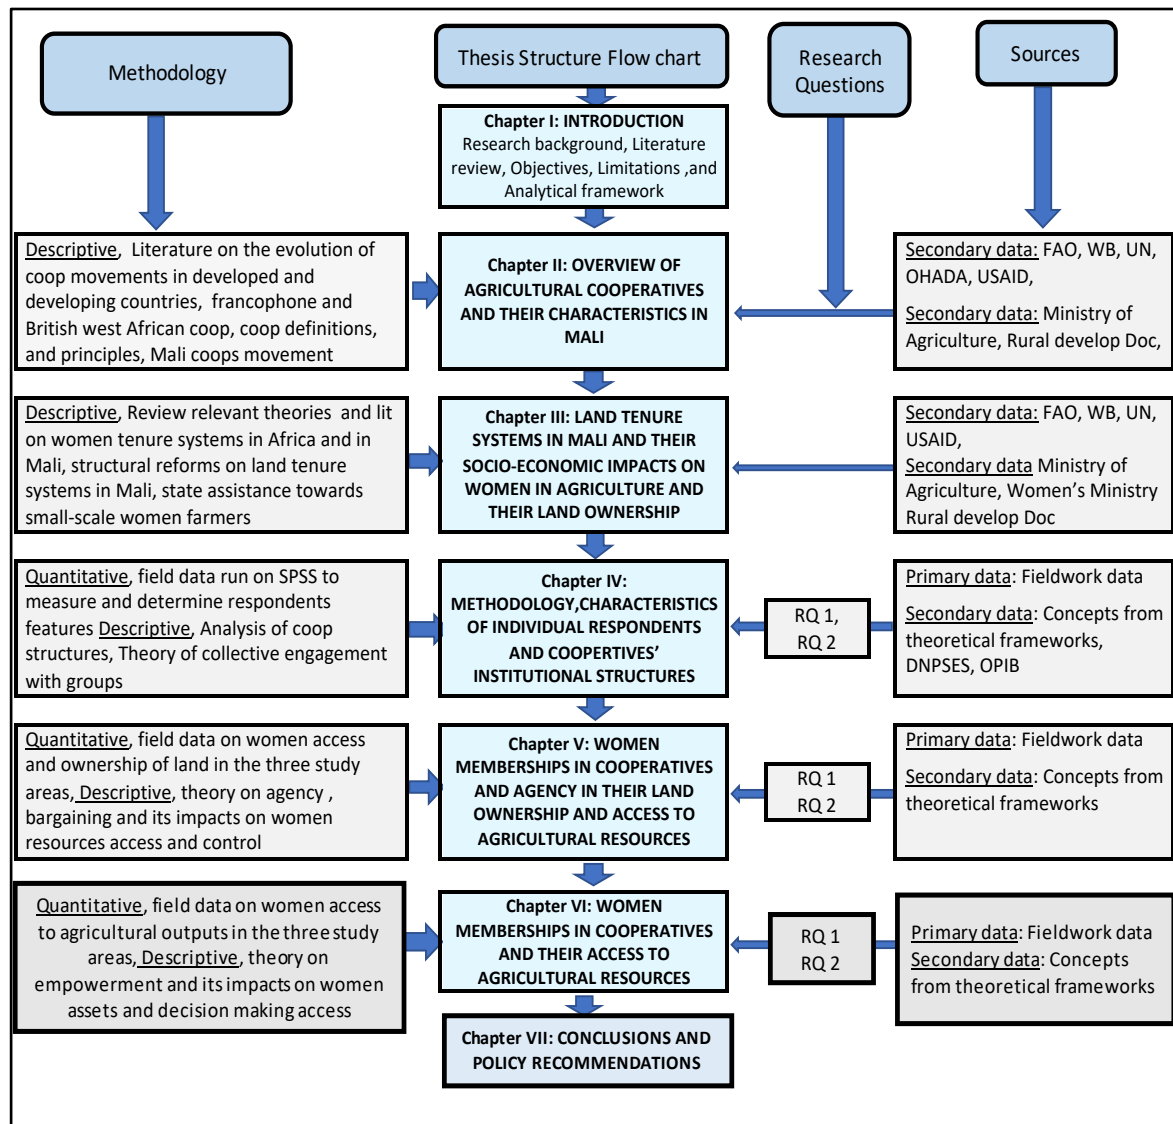 Methodology
Thesis Structure Flow chart
Research
Questions
Sources
Chapter I: INTRODUCTION
Research background, Literature
review, Objectives, Limitations ,and
Analytical framework
Descriptive, Literature on the evolution of
coop movements in developed and
developing countries, francophone and
British west African coop, coop definitions,
and principles, Mali coops movement
Chapter II: OVERVIEW OF
AGRICULTURAL COOPERATIVES
AND THEIR CHARACTERISTICS IN
MALI
Secondary data: FAO, WB, UN,
OHADA, USAID,
Secondary data: Ministry of
Agriculture, Rural develop Doc,
Descriptive, Review relevant theories and lit
on women tenure systems in Africa and in
Mali, structural reforms on land tenure
systems in Mali, state assistance towards
small-scale women farmers
Chapter III: LAND TENURE
SYSTEMS IN MALI AND THEIR
SOCIO-ECONOMIC IMPACTS ON
WOMEN IN AGRICULTURE AND
THEIR LAND OWNERSHIP
Secondary data: FAO, WB, UN,
USAID,
Secondary data Ministry of
Agriculture, Women's Ministry
Rural develop Doc
Quantitative, field data run on SPSS to
measure and determine respondents
features Descriptive, Analysis of coop
structures, Theory of collective engagement
with groups
Chapter IV:
METHODOLOGY,CHARACTERISTICS
OF INDIVIDUAL RESPONDENTS
AND COOPERTIVES'
INSTITUTIONAL STRUCTURES
RQ 1,
RQ 2
Primary data: Fieldwork data
Secondary data: Concepts from
theoretical frameworks,
DNPSES, OPIB
Quantitative, field data on women access
and ownership of land in the three study
areas, Descriptive, theory on agency ,
bargaining and its impacts on women
resources access and control
Chapter V: WOMEN
MEMBERSHIPS IN COOPERATIVES
AND AGENCY IN THEIR LAND
OWNERSHIP AND ACCESS TO
AGRICULTURAL RESOURCES
RQ 1
RQ 2
Primary data: Fieldwork data
Secondary data: Concepts from
theoretical frameworks
Quantitative, field data on women access
to agricultural outputs in the three study
areas, Descriptive, theory on
empowerment and its impacts on women
assets and decision making access
Chapter VI: WOMEN
MEMBERSHIPS IN COOPERATIVES
AND THEIR ACCESS TO
AGRICULTURAL RESOURCES
RQ 1
RQ 2
Primary data: Fieldwork data
Secondary data: Concepts
from theoretical frameworks
Chapter VII: CONCLUSIONS AND
POLICY RECOMMENDATIONS